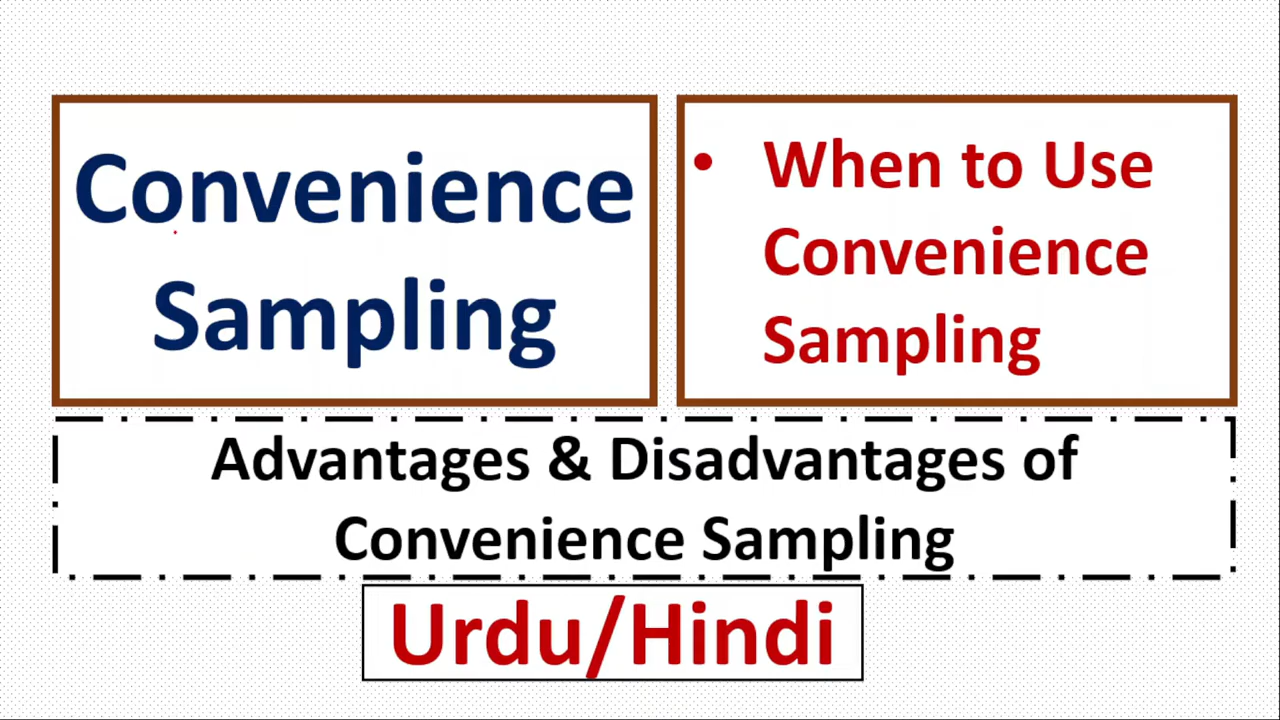 Convenience
Sampling
• When to Use
Convenience
Sampling
Advantages & Disadvantages of
Convenience Sampling
Urdu/Hindi